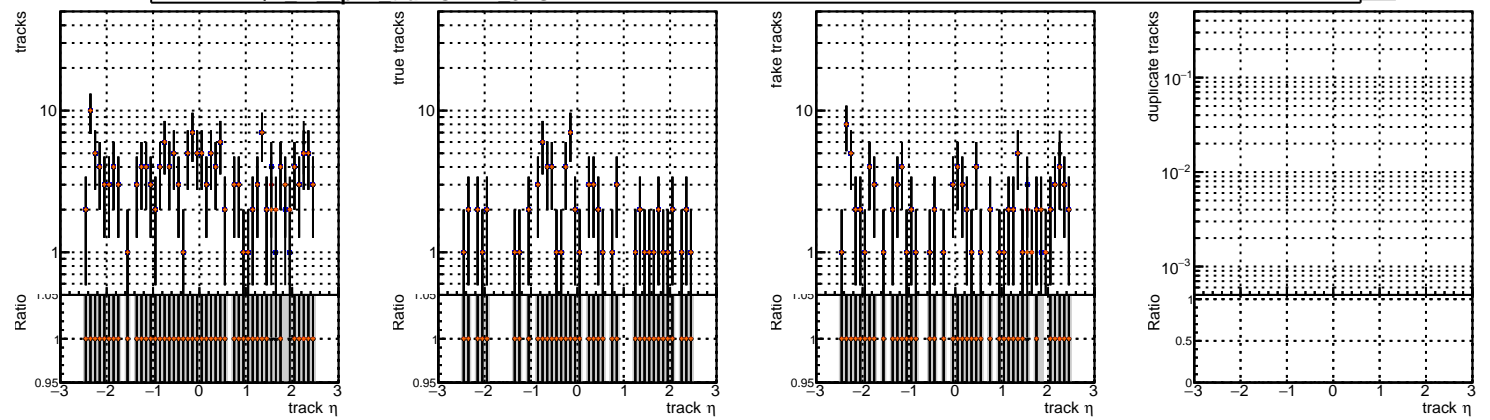 tracks
10
1
Ratio
1.05
1
0.95
−3 −2 −1 0 1 2 3
track η
true tracks
10
1
Ratio
1.05
1
0.95
−3 −2 −1 0 1 2 3
track η
fake tracks
10
1
Ratio
1.05
1
0.95
−3 −2 −1 0 1 2 3
track η
duplicate tracks
10⁻¹
10⁻²
10⁻³
Ratio
1
0.5
0
−3 −2 −1 0 1 2 3
track η